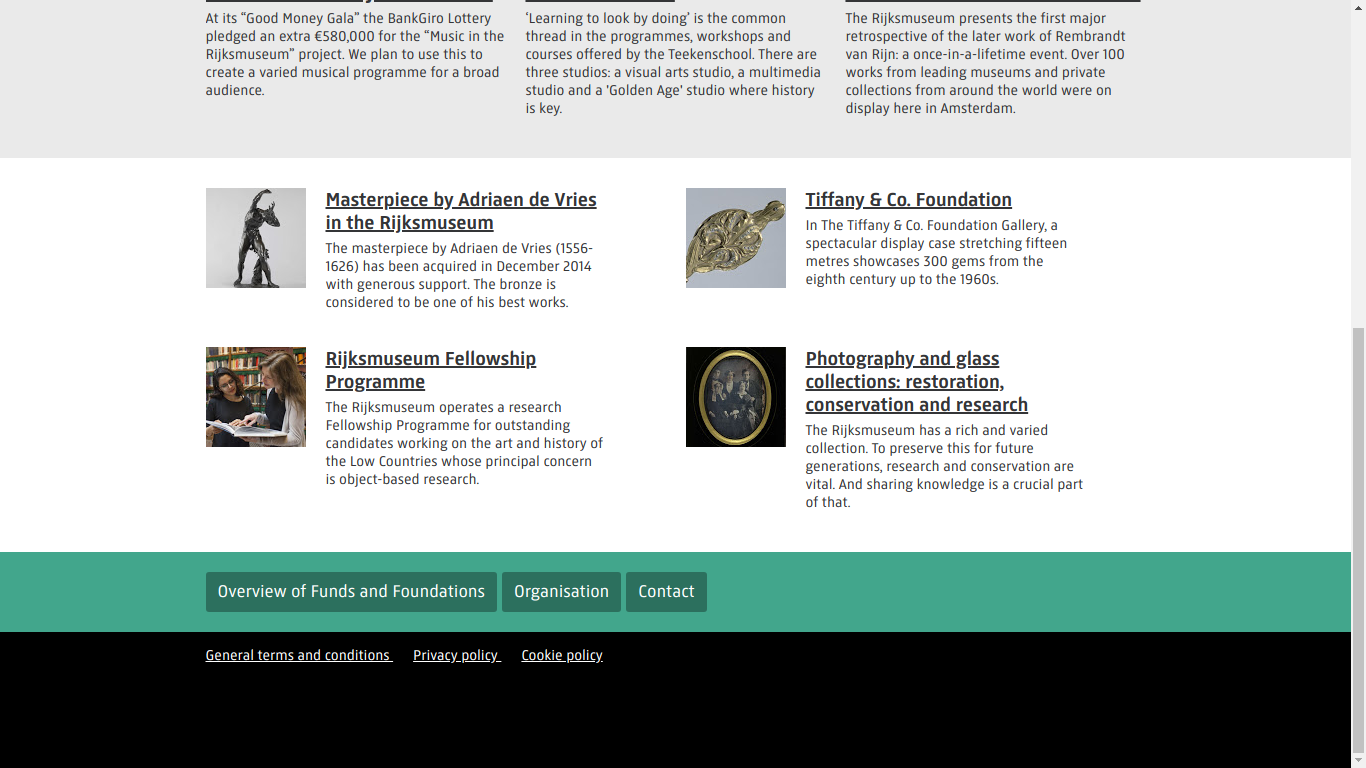 At its “Good Money Gala” the BankGiro Lottery
pledged an extra €580,000 for the “Music in the
Rijksmuseum” project. We plan to use this to
create a varied musical programme for a broad
audience.
‘Learning to look by doing’ is the common
thread in the programmes, workshops and
courses offered by the Teekenschool. There are
three studios: a visual arts studio, a multimedia
studio and a 'Golden Age' studio where history
is key.
The Rijksmuseum presents the first major
retrospective of the later work of Rembrandt
van Rijn: a once-in-a-lifetime event. Over 100
works from leading museums and private
collections from around the world were on
display here in Amsterdam.
Masterpiece by Adriaen de Vries
in the Rijksmuseum
The masterpiece by Adriaen de Vries (1556-
1626) has been acquired in December 2014
with generous support. The bronze is
considered to be one of his best works.
Tiffany & Co. Foundation
In The Tiffany & Co. Foundation Gallery, a
spectacular display case stretching fifteen
metres showcases 300 gems from the
eighth century up to the 1960s.
Rijksmuseum Fellowship
Programme
The Rijksmuseum operates a research
Fellowship Programme for outstanding
candidates working on the art and history of
the Low Countries whose principal concern
is object-based research.
Photography and glass
collections: restoration,
conservation and research
The Rijksmuseum has a rich and varied
collection. To preserve this for future
generations, research and conservation are
vital. And sharing knowledge is a crucial part
of that.
Overview of Funds and Foundations
Organisation
Contact
General terms and conditions
Privacy policy
Cookie policy